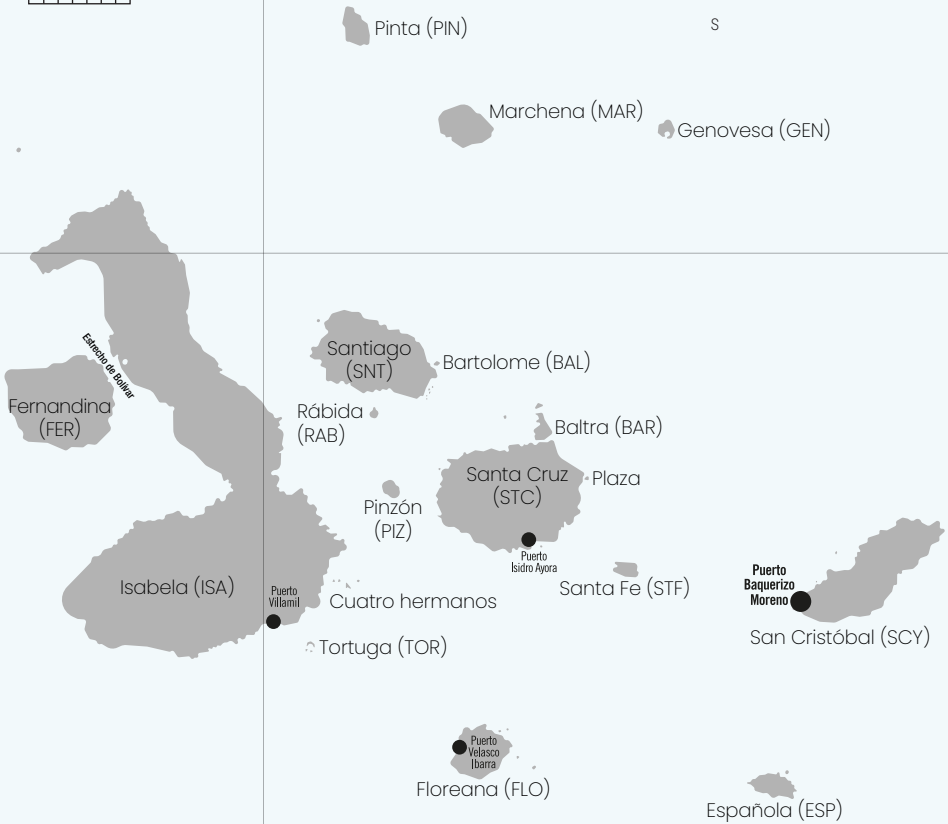 Pinta (PIN)
S
Marchena (MAR)
Genovesa (GEN)
Estrecho de Bolívar
Santiago
(SNT)
Bartolome (BAL)
Fernandina
(FER)
Rábida
(RAB)
Baltra (BAR)
Santa Cruz
(STC)
Plaza
Pinzón
(PIZ)
Puerto
Isidro Ayora
Isabela (ISA)
Puerto
Villamil
Cuatro hermanos
Santa Fe (STF)
Puerto
Baquerizo
Moreno
San Cristóbal (SCY)
Tortuga (TOR)
Puerto
Velasco
Ibarra
Floreana (FLO)
Española (ESP)